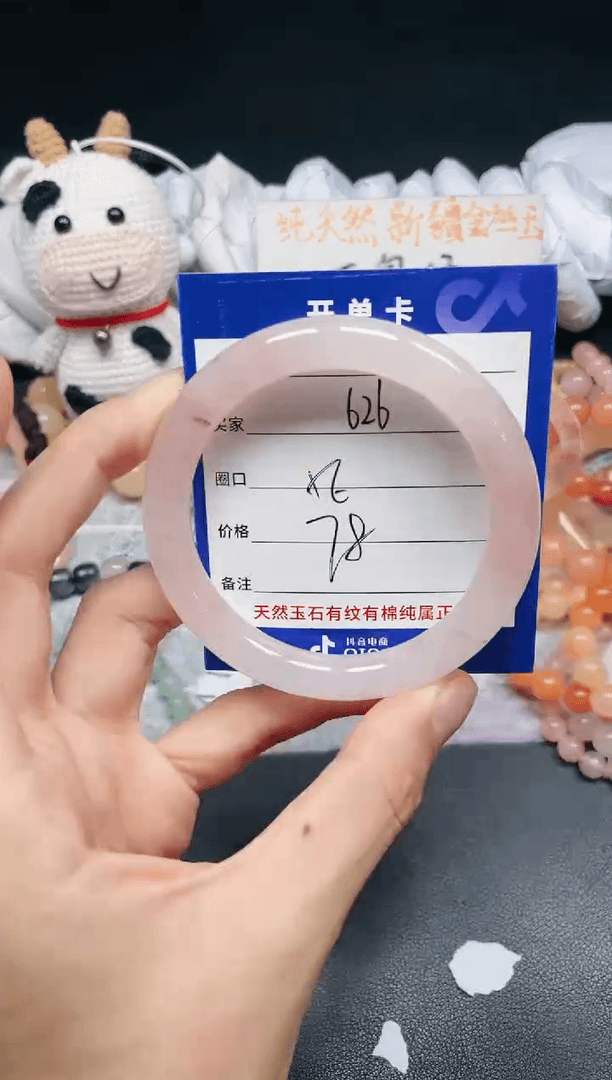 纯天然新疆金丝玉
开单卡
买家 626
圈口
价格 78
备注
天然玉石有纹有棉纯属正
抖音电商